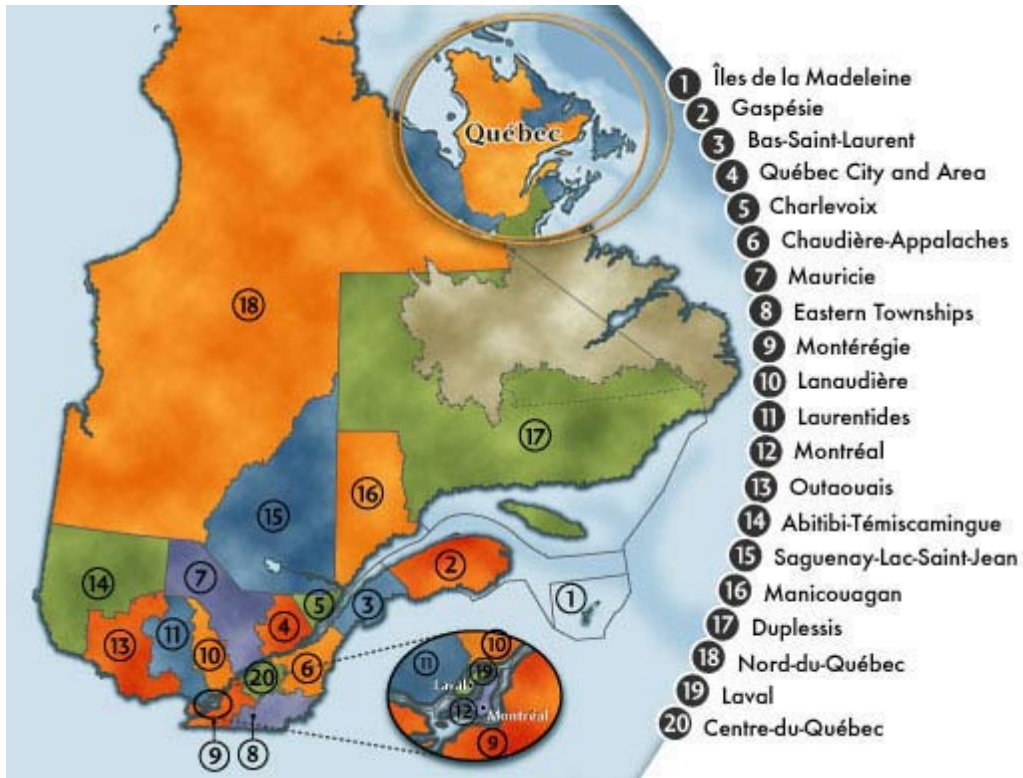 Québec
1 Îles de la Madeleine
2 Gaspésie
3 Bas-Saint-Laurent
4 Québec City and Area
5 Charlevoix
6 Chaudière-Appalaches
7 Mauricie
8 Eastern Townships
9 Montérégie
10 Lanaudière
11 Laurentides
12 Montréal
13 Outaouais
14 Abitibi-Témiscamingue
15 Saguenay-Lac-Saint-Jean
16 Manicouagan
17 Duplessis
18 Nord-du-Québec
19 Laval
20 Centre-du-Québec
18
17
16
15
2
14
7
5
3
1
4
11
13
10
6
20
9
8
10
11
19
Laval
12
Montréal
9